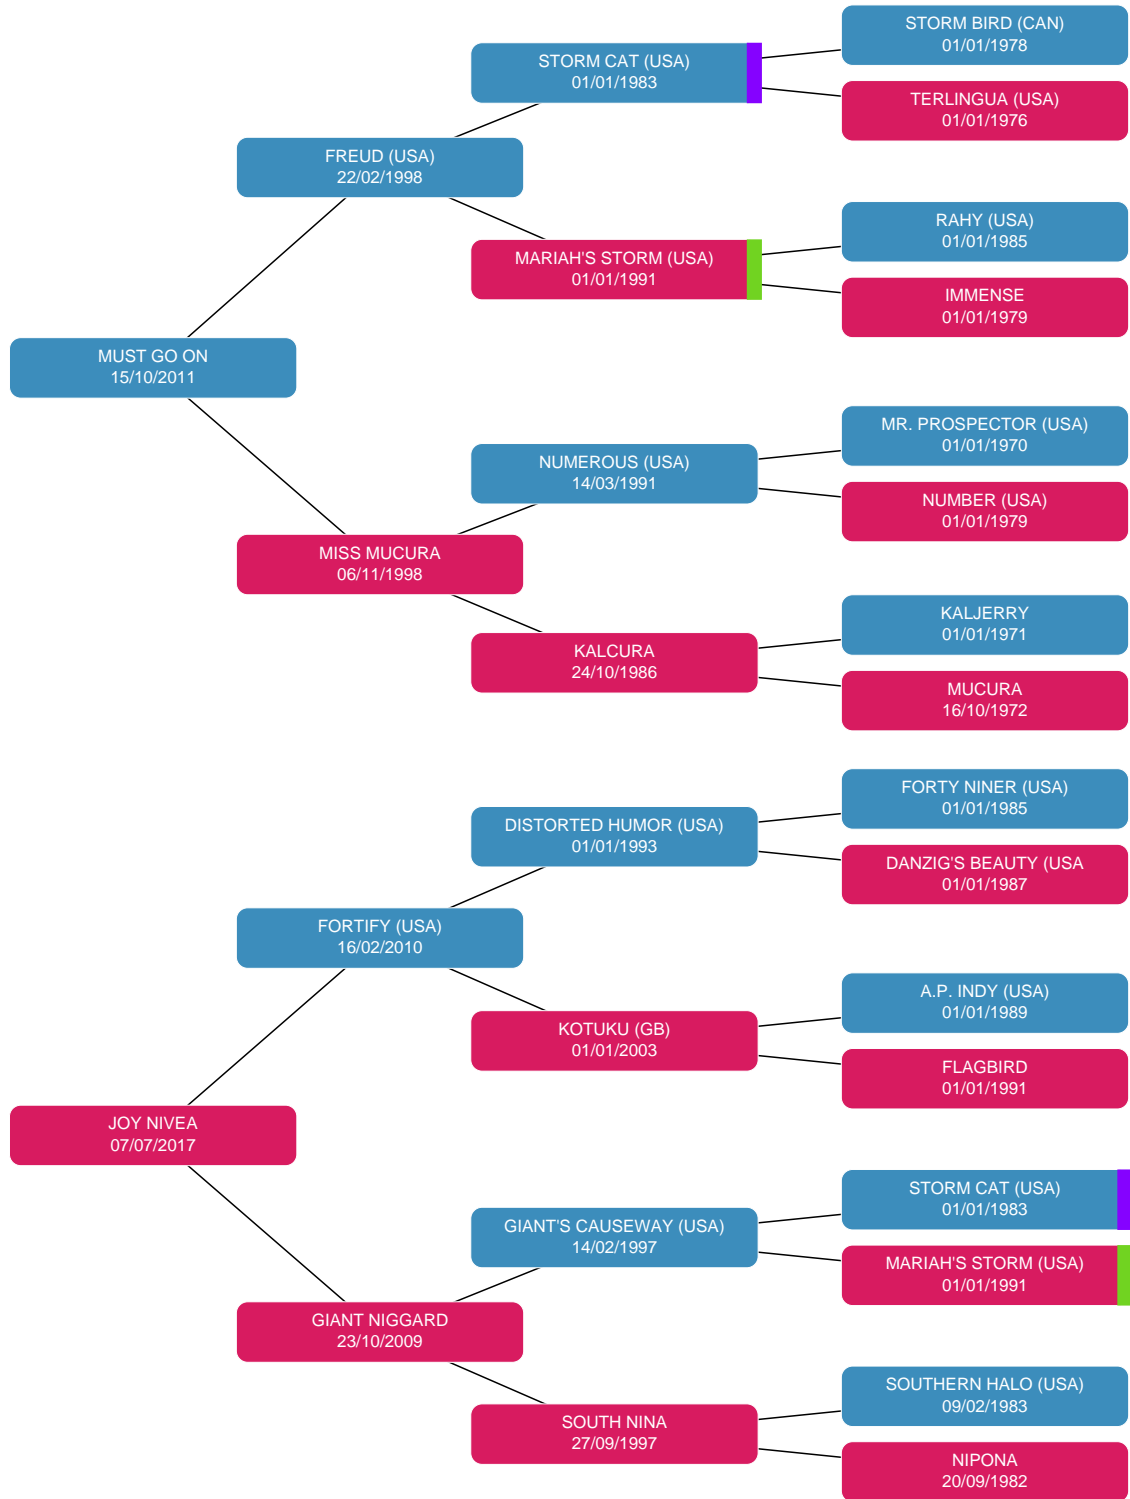 STORM BIRD (CAN)
01/01/1978
STORM CAT (USA)
01/01/1983
TERLINGUA (USA)
01/01/1976
FREUD (USA)
22/02/1998
RAHY (USA)
01/01/1985
MARIAH'S STORM (USA)
01/01/1991
IMMENSE
01/01/1979
MUST GO ON
15/10/2011
MR. PROSPECTOR (USA)
01/01/1970
NUMEROUS (USA)
14/03/1991
NUMBER (USA)
01/01/1979
MISS MUCURA
06/11/1998
KALJERRY
01/01/1971
KALCURA
24/10/1986
MUCURA
16/10/1972
FORTY NINER (USA)
01/01/1985
DISTORTED HUMOR (USA)
01/01/1993
DANZIG'S BEAUTY (USA
01/01/1987
FORTIFY (USA)
16/02/2010
A.P. INDY (USA)
01/01/1989
KOTUKU (GB)
01/01/2003
FLAGBIRD
01/01/1991
JOY NIVEA
07/07/2017
STORM CAT (USA)
01/01/1983
GIANT'S CAUSEWAY (USA)
14/02/1997
MARIAH'S STORM (USA)
01/01/1991
GIANT NIGGARD
23/10/2009
SOUTHERN HALO (USA)
09/02/1983
SOUTH NINA
27/09/1997
NIPONA
20/09/1982